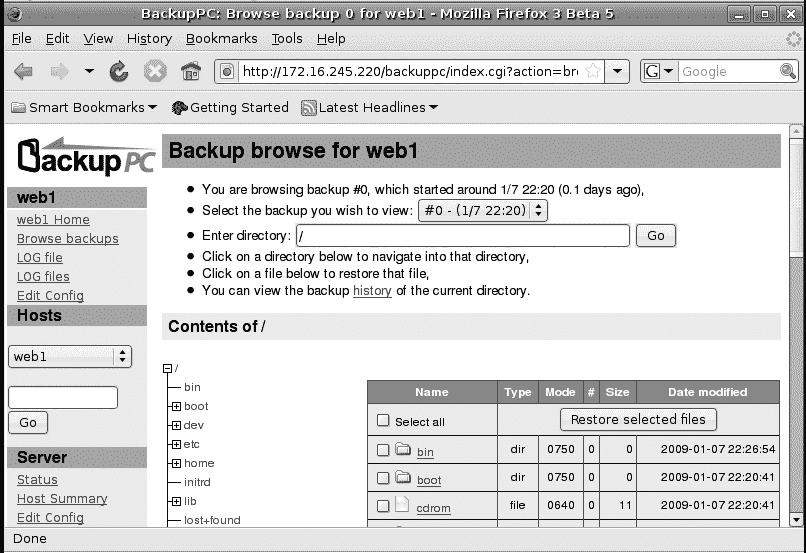 BackupPC: Browse backup 0 for web1 - Mozilla Firefox 3 Beta 5
File Edit View History Bookmarks Tools Help
http://172.16.245.220/backuppc/index.cgi?action=bro
G Google
Smart Bookmarks Getting Started Latest Headlines
BackupPC
web1
web1 Home
Browse backups
LOG file
LOG files
Edit Config
Hosts
web1
Go
Server
Status
Host Summary
Edit Config
Backup browse for web1
You are browsing backup #0, which started around 1/7 22:20 (0.1 days ago),
Select the backup you wish to view: #0 - (1/7 22:20)
Enter directory: / Go
Click on a directory below to navigate into that directory,
Click on a file below to restore that file,
You can view the backup history of the current directory.
Contents of /
/
bin
boot
dev
etc
home
initrd
lib
lost+found
Name Type Mode # Size Date modified
Select all Restore selected files
bin dir 0750 0 0 2009-01-07 22:26:54
boot dir 0750 0 0 2009-01-07 22:20:41
cdrom file 0640 0 11 2009-01-07 22:20:41
Done